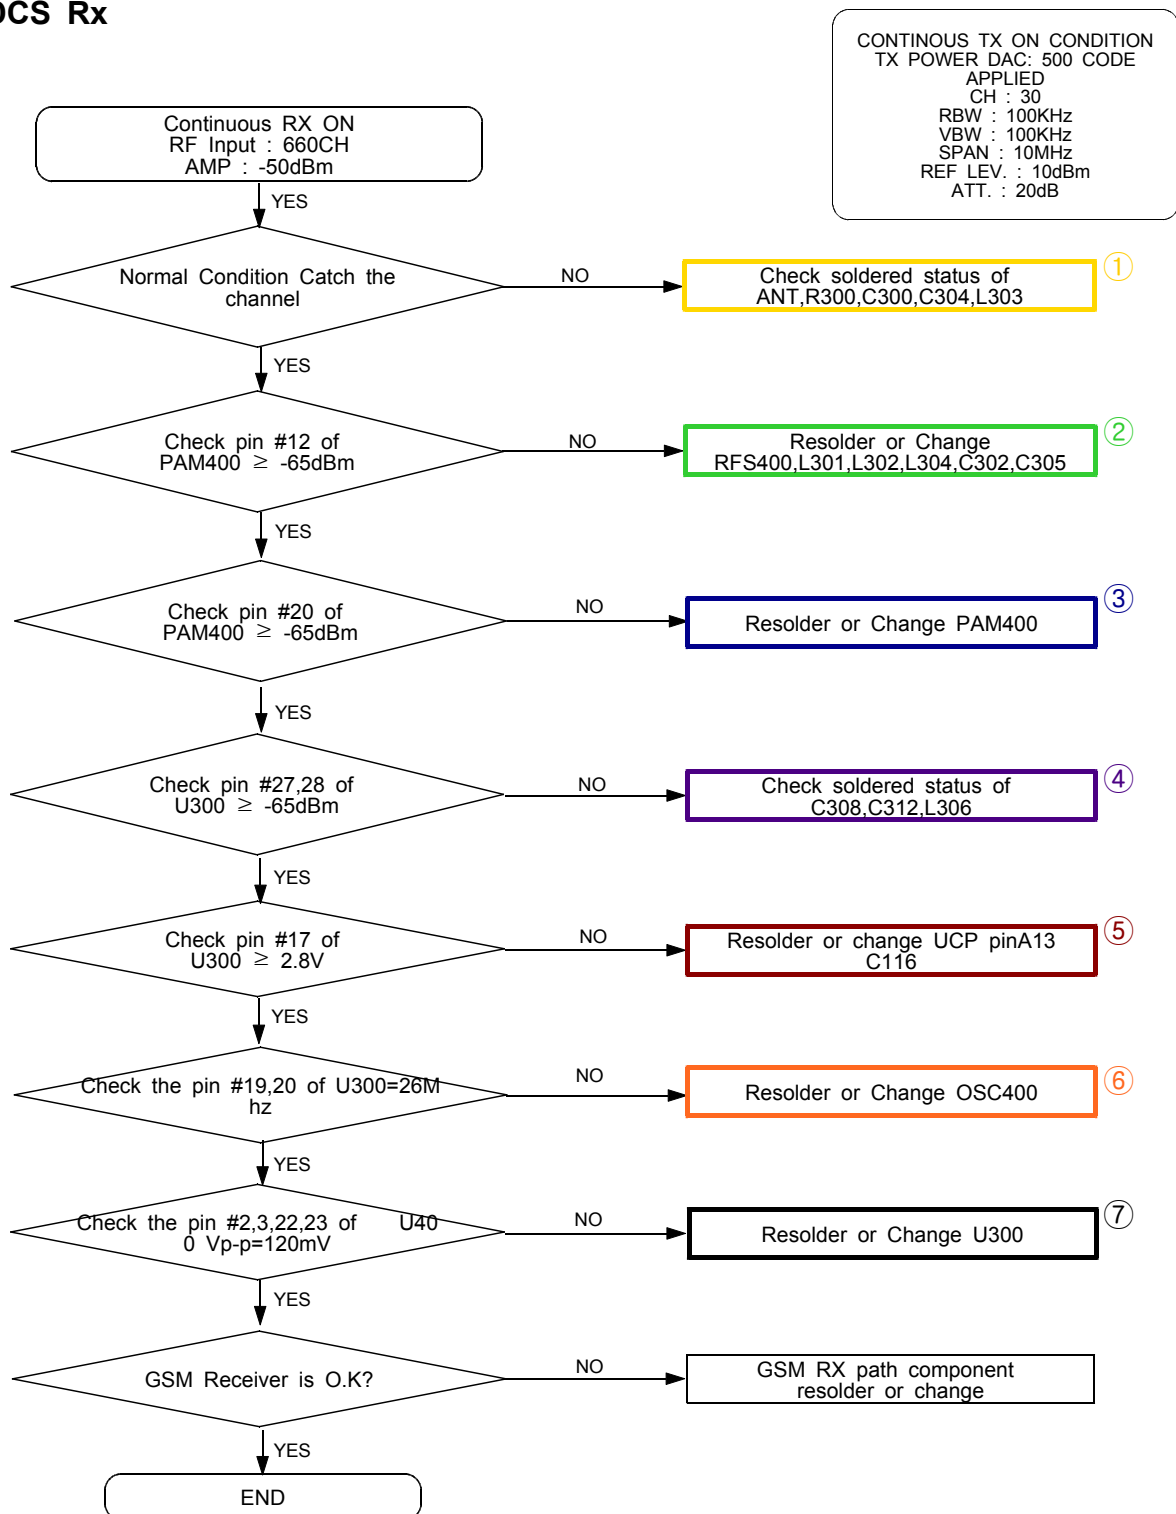 DCS Rx
CONTINOUS TX ON CONDITION
TX POWER DAC: 500 CODE
APPLIED
CH : 30
RBW : 100KHz
VBW : 100KHz
SPAN : 10MHz
REF LEV. : 10dBm
ATT. : 20dB
Continuous RX ON
RF Input : 660CH
AMP : -50dBm
YES
Normal Condition Catch the
channel
NO
Check soldered status of
ANT,R300,C300,C304,L303
①
YES
Check pin #12 of
PAM400 ≥ -65dBm
NO
Resolder or Change
RFS400,L301,L302,L304,C302,C305
②
YES
Check pin #20 of
PAM400 ≥ -65dBm
NO
Resolder or Change PAM400
③
YES
Check pin #27,28 of
U300 ≥ -65dBm
NO
Check soldered status of
C308,C312,L306
④
YES
Check pin #17 of
U300 ≥ 2.8V
NO
Resolder or change UCP pinA13
C116
⑤
YES
Check the pin #19,20 of U300=26M
hz
NO
Resolder or Change OSC400
⑥
YES
Check the pin #2,3,22,23 of U40
0 Vp-p=120mV
NO
Resolder or Change U300
⑦
YES
GSM Receiver is O.K?
NO
GSM RX path component
resolder or change
YES
END